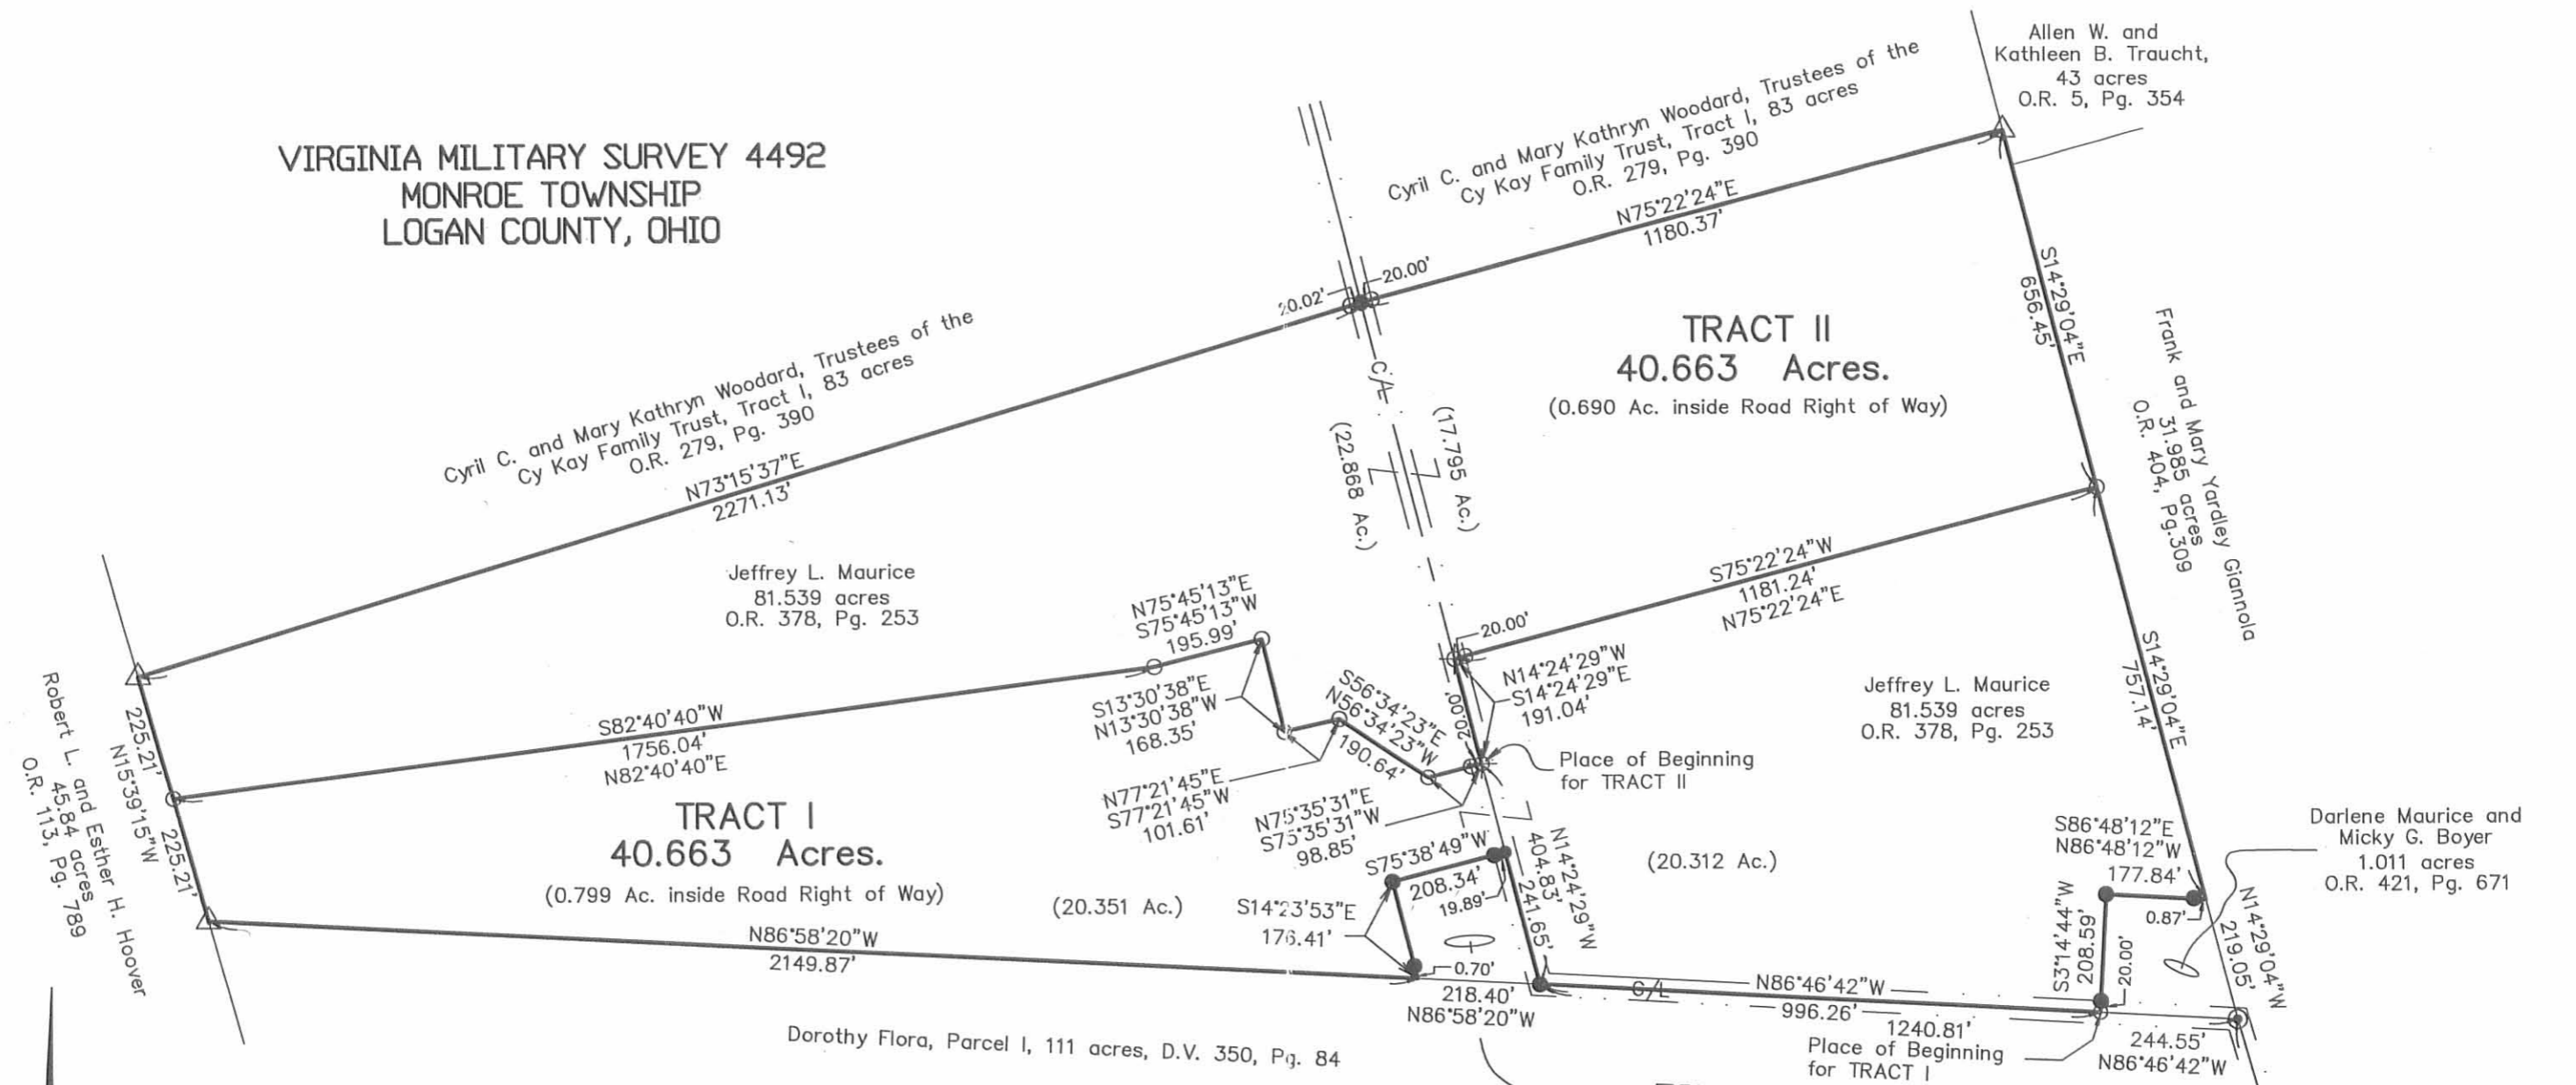 VIRGINIA MILITARY SURVEY 4492
MONROE TOWNSHIP
LOGAN COUNTY, OHIO
Allen W. and
Kathleen B. Traucht,
43 acres
O.R. 5, Pg. 354
Cyril C. and Mary Kathryn Woodard, Trustees of the
Cy Kay Family Trust, Tract I, 83 acres
O.R. 279, Pg. 390
N75°22'24"E
1180.37'
20.00'
20.02'
Cyril C. and Mary Kathryn Woodard, Trustees of the
Cy Kay Family Trust, Tract I, 83 acres
O.R. 279, Pg. 390
N73°15'37"E
2271.13'
TRACT II
40.663 Acres.
(0.690 Ac. inside Road Right of Way)
S14°29'04"E
656.45'
Frank and Mary Yardley Giannola
31.985 acres
O.R. 404, Pg.309
C/L
(17.795 Ac.)
(22.868 Ac.)
Jeffrey L. Maurice
81.539 acres
O.R. 378, Pg. 253
N75°45'13"E
S75°45'13"W
195.99'
S75°22'24"W
1181.24'
N75°22'24"E
20.00'
N14°24'29"W
S14°24'29"E
191.04'
20.00'
S13°30'38"E
N13°30'38"W
168.35'
S56°34'23"E
N56°34'23"W
190.64'
Jeffrey L. Maurice
81.539 acres
O.R. 378, Pg. 253
S14°29'04"E
757.14'
Place of Beginning
for TRACT II
Robert L. and Esther H. Hoover
45.84 acres
O.R. 113, Pg. 789
225.21'
N15°39'15"W
225.21'
S82°40'40"W
1756.04'
N82°40'40"E
N77°21'45"E
S77°21'45"W
101.61'
N75°35'31"E
S75°35'31"W
98.85'
TRACT I
40.663 Acres.
(0.799 Ac. inside Road Right of Way)
(20.351 Ac.)
S75°38'49"W
208.34'
19.89'
S14°23'53"E
176.41'
N14°24'29"W
404.83'
241.65'
(20.312 Ac.)
S86°48'12"E
N86°48'12"W
177.84'
0.87'
Darlene Maurice and
Micky G. Boyer
1.011 acres
O.R. 421, Pg. 671
S3°14'44"W
208.59'
20.00'
N14°29'04"W
219.05'
N86°58'20"W
2149.87'
0.70'
218.40'
N86°58'20"W
C/L
N86°46'42"W
996.26'
1240.81'
Place of Beginning
for TRACT I
244.55'
N86°46'42"W
Dorothy Flora, Parcel I, 111 acres, D.V. 350, Pg. 84